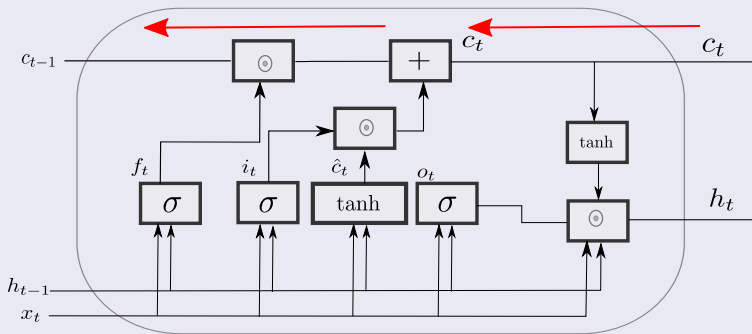 c_t
c_{t-1} ⊙ + c_t
⊙ tanh
f_t i_t ĉ_t o_t
σ σ tanh σ
⊙ h_t
h_{t-1}
x_t